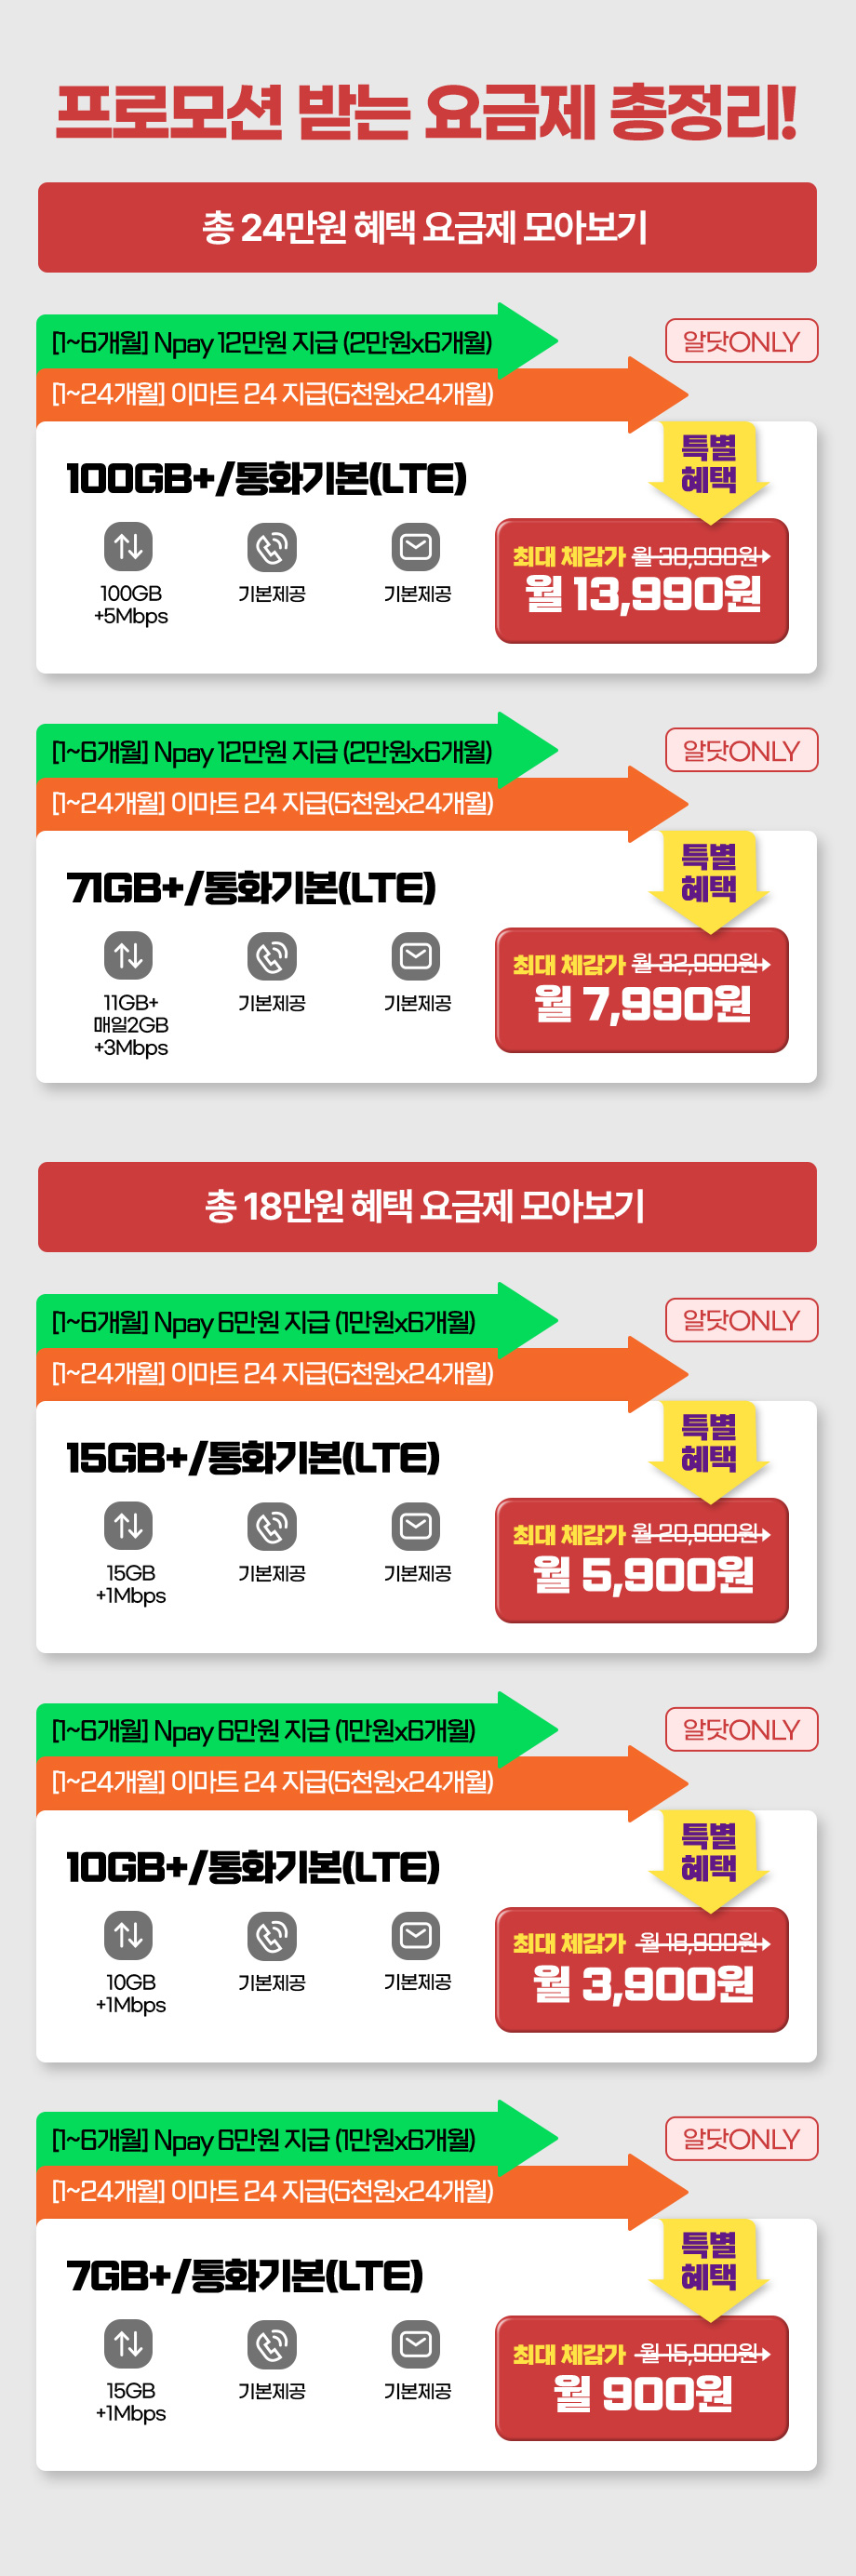 프로모션 받는 요금제 총정리!
총 24만원 혜택 요금제 모아보기
[1~6개월] Npay 12만원 지급 (2만원x6개월)
알닷ONLY
[1~24개월] 이마트 24 지급(5천원x24개월)
특별
혜택
100GB+/통화기본(LTE)
100GB
+5Mbps
기본제공
기본제공
최대 체감가 월 38,990원
월 13,990원
[1~6개월] Npay 12만원 지급 (2만원x6개월)
알닷ONLY
[1~24개월] 이마트 24 지급(5천원x24개월)
특별
혜택
71GB+/통화기본(LTE)
11GB+
매일2GB
+3Mbps
기본제공
기본제공
최대 체감가 월 32,990원
월 7,990원
총 18만원 혜택 요금제 모아보기
[1~6개월] Npay 6만원 지급 (1만원x6개월)
알닷ONLY
[1~24개월] 이마트 24 지급(5천원x24개월)
특별
혜택
15GB+/통화기본(LTE)
15GB
+1Mbps
기본제공
기본제공
최대 체감가 월 20,900원
월 5,900원
[1~6개월] Npay 6만원 지급 (1만원x6개월)
알닷ONLY
[1~24개월] 이마트 24 지급(5천원x24개월)
특별
혜택
10GB+/통화기본(LTE)
10GB
+1Mbps
기본제공
기본제공
최대 체감가 월 18,900원
월 3,900원
[1~6개월] Npay 6만원 지급 (1만원x6개월)
알닷ONLY
[1~24개월] 이마트 24 지급(5천원x24개월)
특별
혜택
7GB+/통화기본(LTE)
15GB
+1Mbps
기본제공
기본제공
최대 체감가 월 15,900원
월 900원